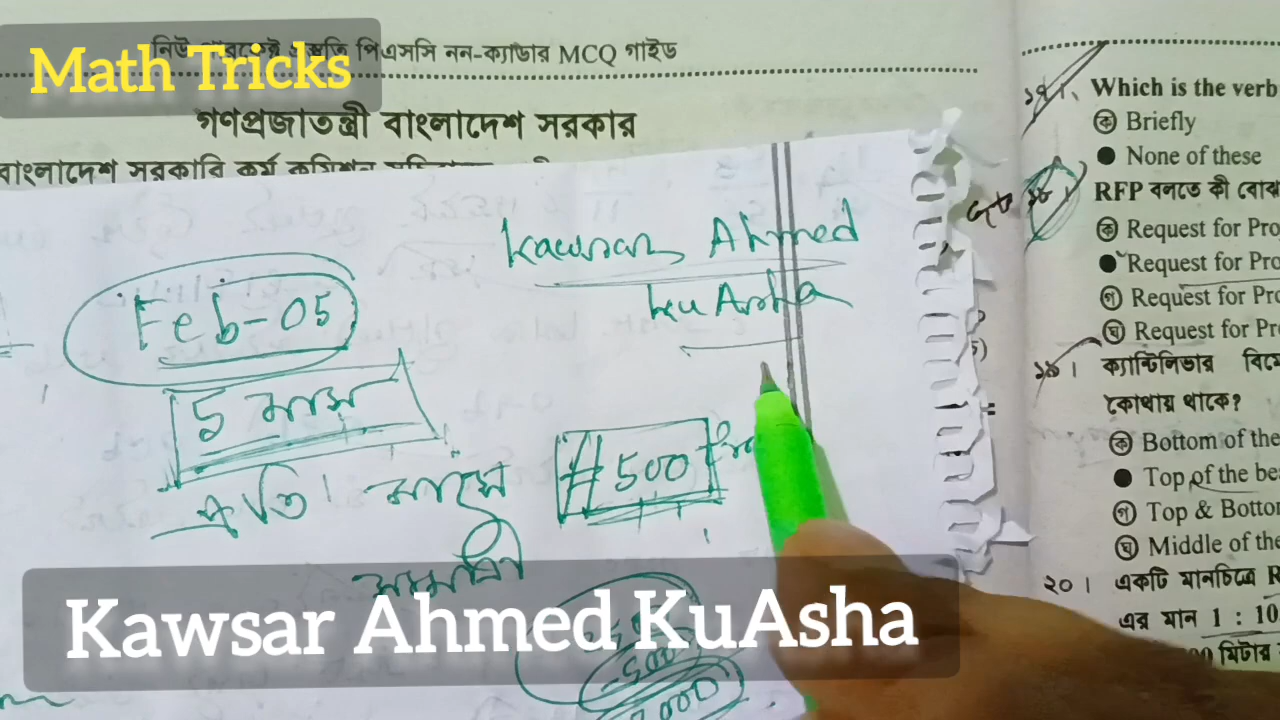 Math Tricks
পিএসসি নন-ক্যাডার MCQ গাইড
গণপ্রজাতন্ত্রী বাংলাদেশ সরকার
বাংলাদেশ সরকারি কর্ম কমিশন
Kawsar Ahmed
kuAsha
Feb-05
মাস
প্রতি মাসে
#500
Kawsar Ahmed KuAsha
১৭।
Which is the verb
Briefly
None of these
১৮।
RFP বলতে কী
ক Request for Pro
Request for Pro
গ Request for Pro
ঘ Request for Pro
১৯। ক্যান্টিলিভার
কোথায় থাকে?
ক Bottom of the
Top of the be
গ Top & Bottom
ঘ Middle of the
২০। একটি মানচিত্রে R
এর মান 1 : 10
মিটার